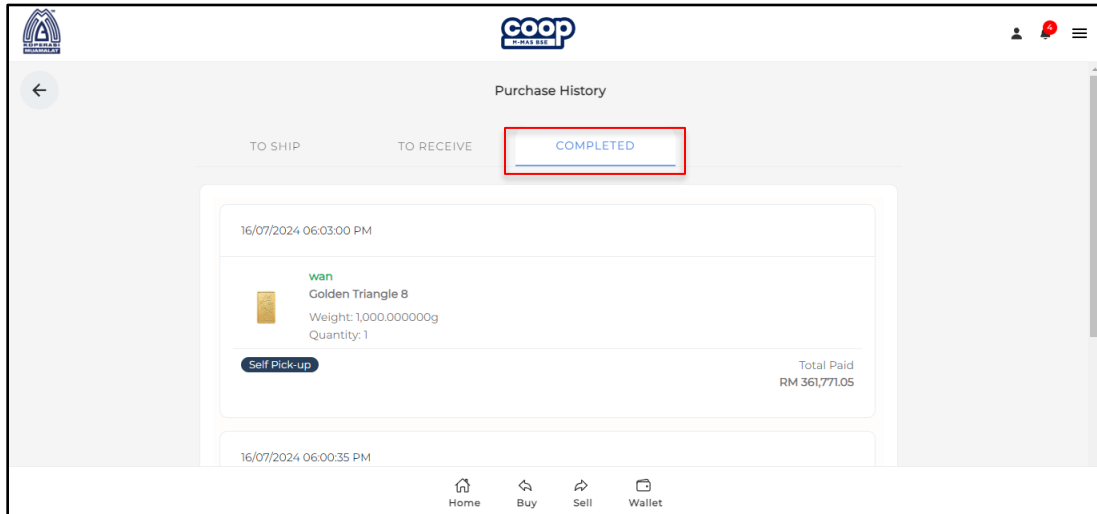 KOPERASI
MUAMALAT
coop
M-MAS BSE
4
Purchase History
TO SHIP
TO RECEIVE
COMPLETED
16/07/2024 06:03:00 PM
wan
Golden Triangle 8
Weight: 1,000.000000g
Quantity: 1
Self Pick-up
Total Paid
RM 361,771.05
16/07/2024 06:00:35 PM
Home
Buy
Sell
Wallet